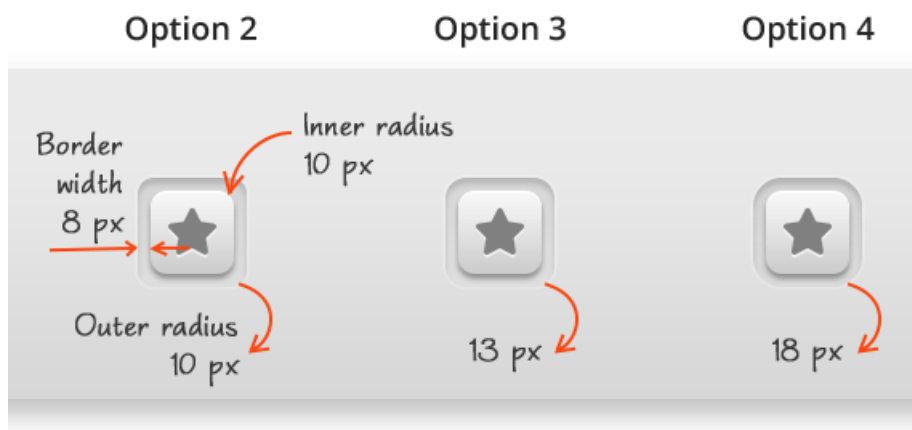 Option 2
Option 3
Option 4
Inner radius
10 px
Border
width
8 px
Outer radius
10 px
13 px
18 px